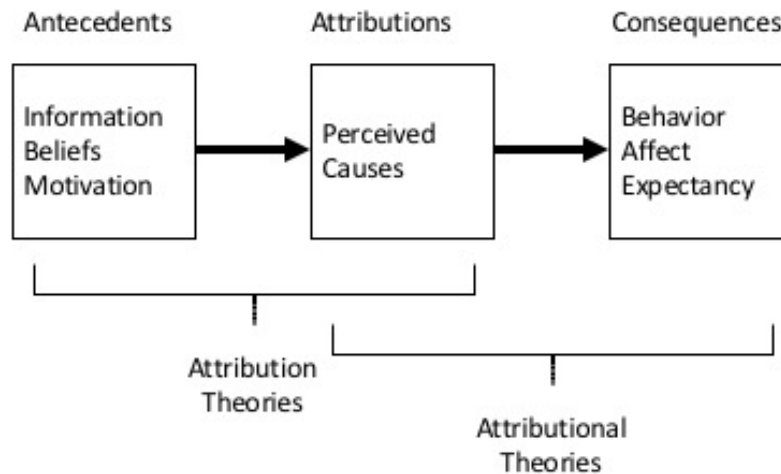 Antecedents
Attributions
Consequences
Information
Beliefs
Motivation
Perceived
Causes
Behavior
Affect
Expectancy
Attribution
Theories
Attributional
Theories